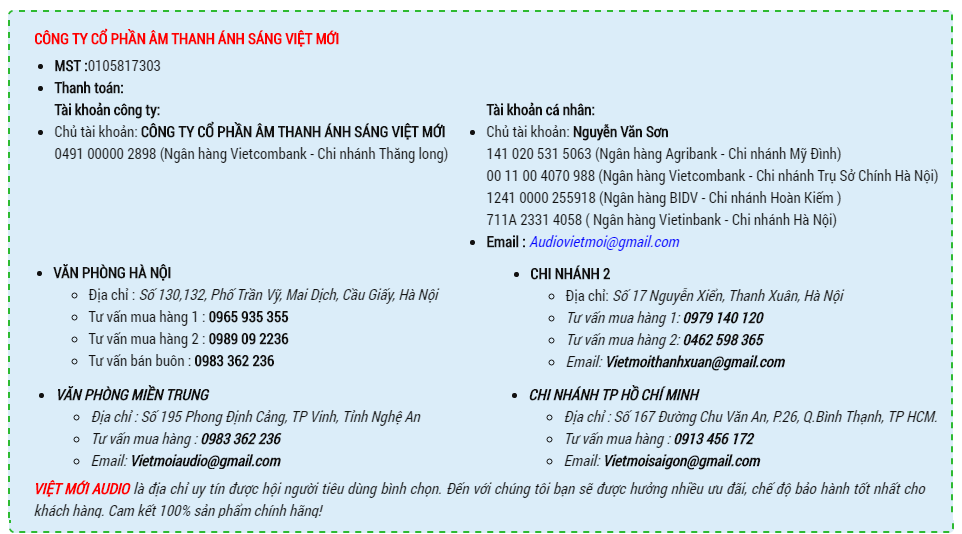 CÔNG TY CỔ PHẦN ÂM THANH ÁNH SÁNG VIỆT MỚI
MST :0105817303
Thanh toán:
Tài khoản công ty:
Chủ tài khoản: CÔNG TY CỔ PHẦN ÂM THANH ÁNH SÁNG VIỆT MỚI
0491 00000 2898 (Ngân hàng Vietcombank - Chi nhánh Thăng long)
Tài khoản cá nhân:
Chủ tài khoản: Nguyễn Văn Sơn
141 020 531 5063 (Ngân hàng Agribank - Chi nhánh Mỹ Đình)
00 11 00 4070 988 (Ngân hàng Vietcombank - Chi nhánh Trụ Sở Chính Hà Nội)
1241 0000 255918 (Ngân hàng BIDV - Chi nhánh Hoàn Kiếm )
711A 2331 4058 ( Ngân hàng Vietinbank - Chi nhánh Hà Nội)
Email : Audiovietmoi@gmail.com
VĂN PHÒNG HÀ NỘI
Địa chỉ : Số 130,132, Phố Trần Vỹ, Mai Dịch, Cầu Giấy, Hà Nội
Tư vấn mua hàng 1 : 0965 935 355
Tư vấn mua hàng 2 : 0989 09 2236
Tư vấn bán buôn : 0983 362 236
CHI NHÁNH 2
Địa chỉ: Số 17 Nguyễn Xiển, Thanh Xuân, Hà Nội
Tư vấn mua hàng 1: 0979 140 120
Tư vấn mua hàng 2: 0462 598 365
Email: Vietmoithanhxuan@gmail.com
VĂN PHÒNG MIỀN TRUNG
Địa chỉ : Số 195 Phong Định Cảng, TP Vinh, Tỉnh Nghệ An
Tư vấn mua hàng : 0983 362 236
Email: Vietmoiaudio@gmail.com
CHI NHÁNH TP HỒ CHÍ MINH
Địa chỉ : Số 167 Đường Chu Văn An, P.26, Q.Bình Thạnh, TP HCM.
Tư vấn mua hàng : 0913 456 172
Email: Vietmoisaigon@gmail.com
VIỆT MỚI AUDIO là địa chỉ uy tín được hội người tiêu dùng bình chọn. Đến với chúng tôi bạn sẽ được hưởng nhiều ưu đãi, chế độ bảo hành tốt nhất cho
khách hàng. Cam kết 100% sản phẩm chính hãng!